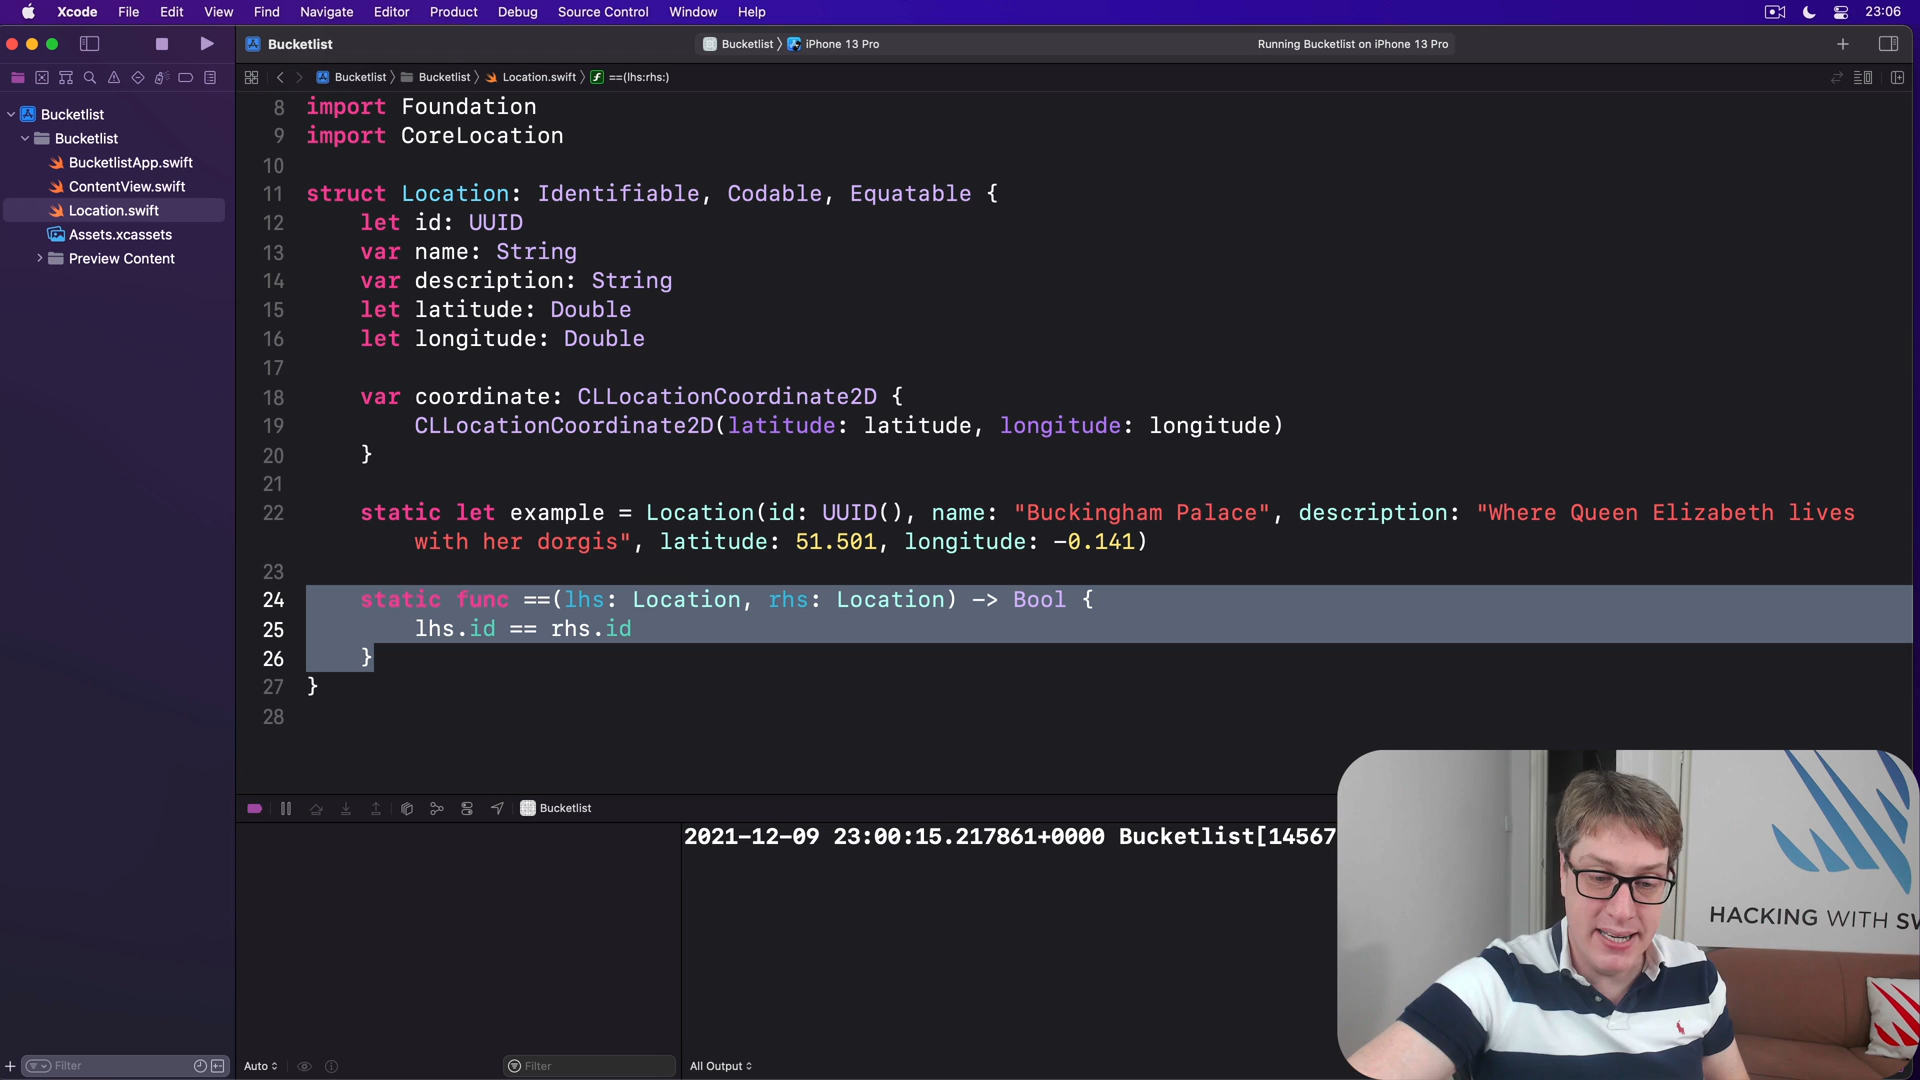 Xcode File Edit View Find Navigate Editor Product Debug Source Control Window Help 23:06
Bucketlist Bucketlist iPhone 13 Pro Running Bucketlist on iPhone 13 Pro
Bucketlist Bucketlist Location.swift ==(lhs:rhs:)
Bucketlist
Bucketlist
BucketlistApp.swift
ContentView.swift
Location.swift
Assets.xcassets
Preview Content
8 import Foundation
9 import CoreLocation
10
11 struct Location: Identifiable, Codable, Equatable {
12 let id: UUID
13 var name: String
14 var description: String
15 let latitude: Double
16 let longitude: Double
17
18 var coordinate: CLLocationCoordinate2D {
19 CLLocationCoordinate2D(latitude: latitude, longitude: longitude)
20 }
21
22 static let example = Location(id: UUID(), name: "Buckingham Palace", description: "Where Queen Elizabeth lives
with her dorgis", latitude: 51.501, longitude: -0.141)
23
24 static func ==(lhs: Location, rhs: Location) -> Bool {
25 lhs.id == rhs.id
26 }
27 }
28
Bucketlist
2021-12-09 23:00:15.217861+0000 Bucketlist[14567
HACKING WITH SW
Filter
Auto
Filter
All Output